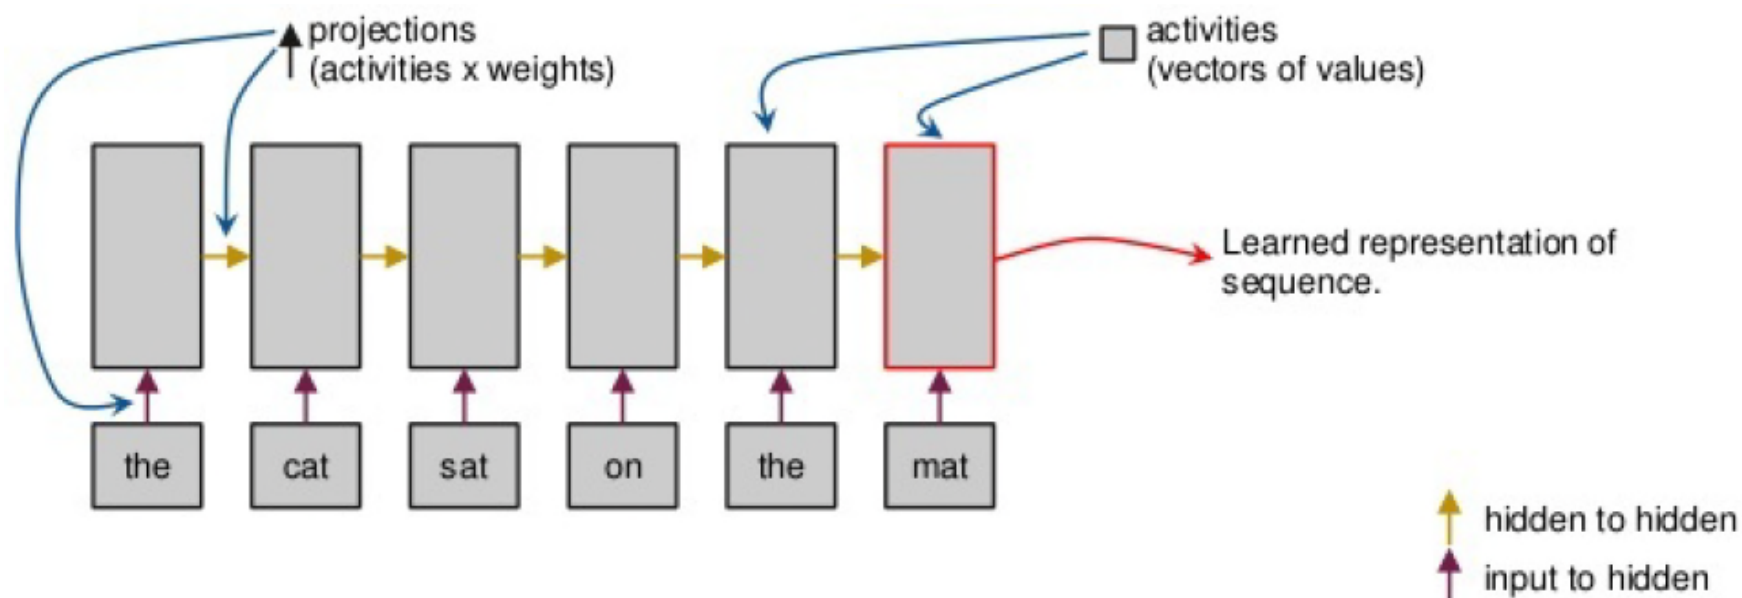 projections
(activities x weights)
activities
(vectors of values)
Learned representation of
sequence.
the
cat
sat
on
the
mat
hidden to hidden
input to hidden